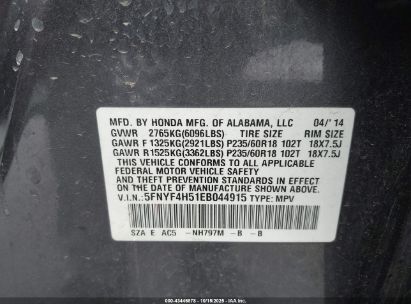 MFD. BY HONDA MFG. OF ALABAMA, LLC 04/'14
GVWR 2765KG(6096LBS) TIRE SIZE RIM SIZE
GAWR F 1325KG(2921LBS) P235/60R18 102T 18X7.5J
GAWR R 1525KG(3362LBS) P235/60R18 102T 18X7.5J
THIS VEHICLE CONFORMS TO ALL APPLICABLE
FEDERAL MOTOR VEHICLE SAFETY AND THEFT
PREVENTION STANDARDS IN EFFECT ON THE DATE
OF MANUFACTURE SHOWN ABOVE.
V.I.N.: 5FNYF4H51EB044915 TYPE: MPV
SZA E AC5 -NH797M -B -B